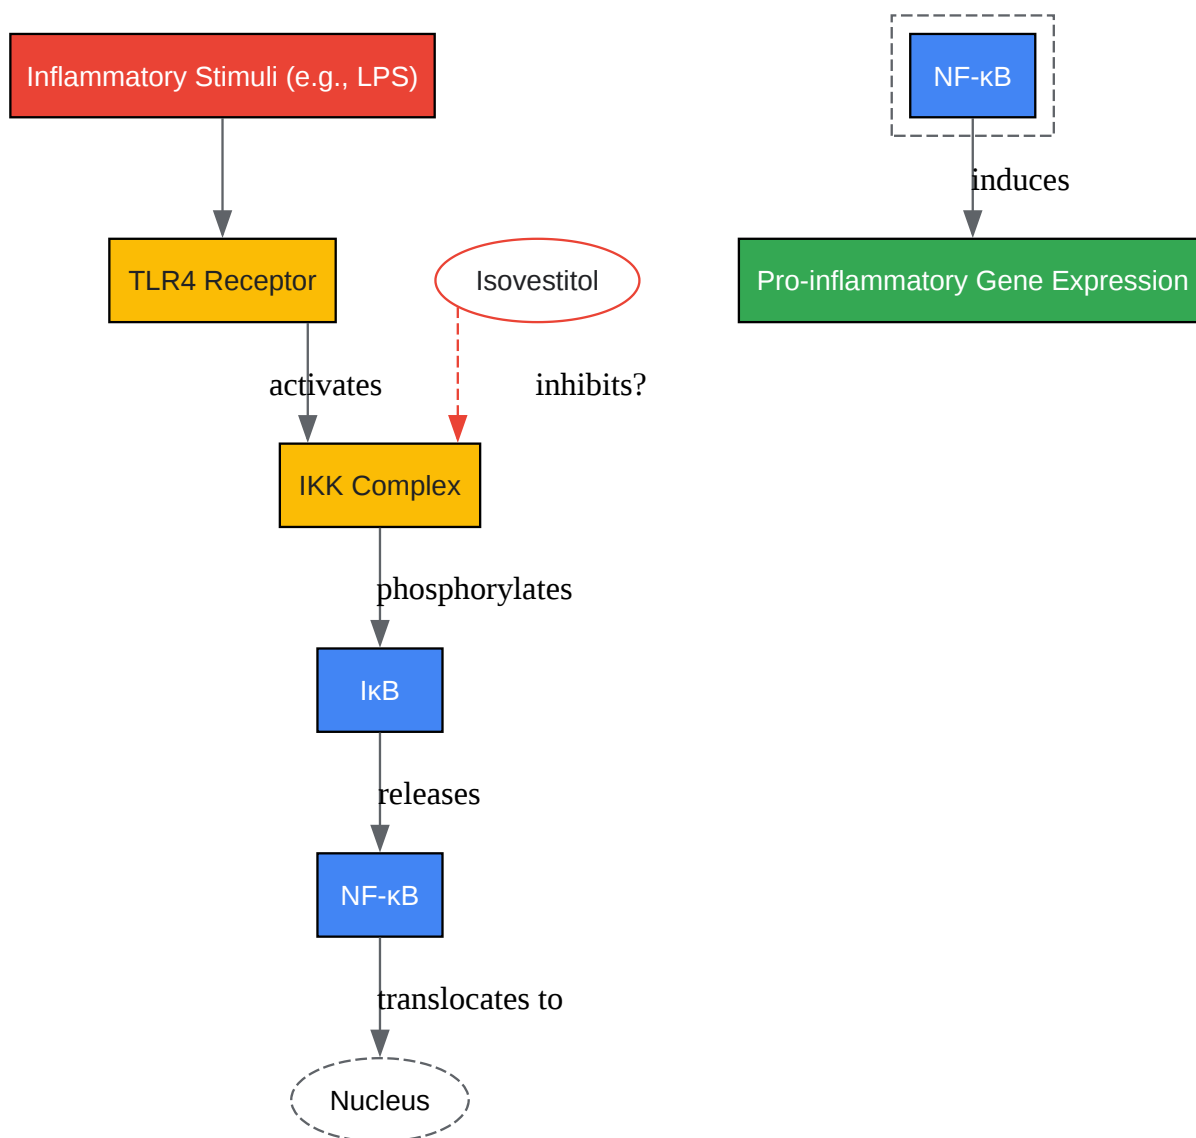 Inflammatory Stimuli (e.g., LPS)
NF-κB
induces
TLR4 Receptor
Isovestitol
Pro-inflammatory Gene Expression
activates
inhibits?
IKK Complex
phosphorylates
IκB
releases
NF-κB
translocates to
Nucleus